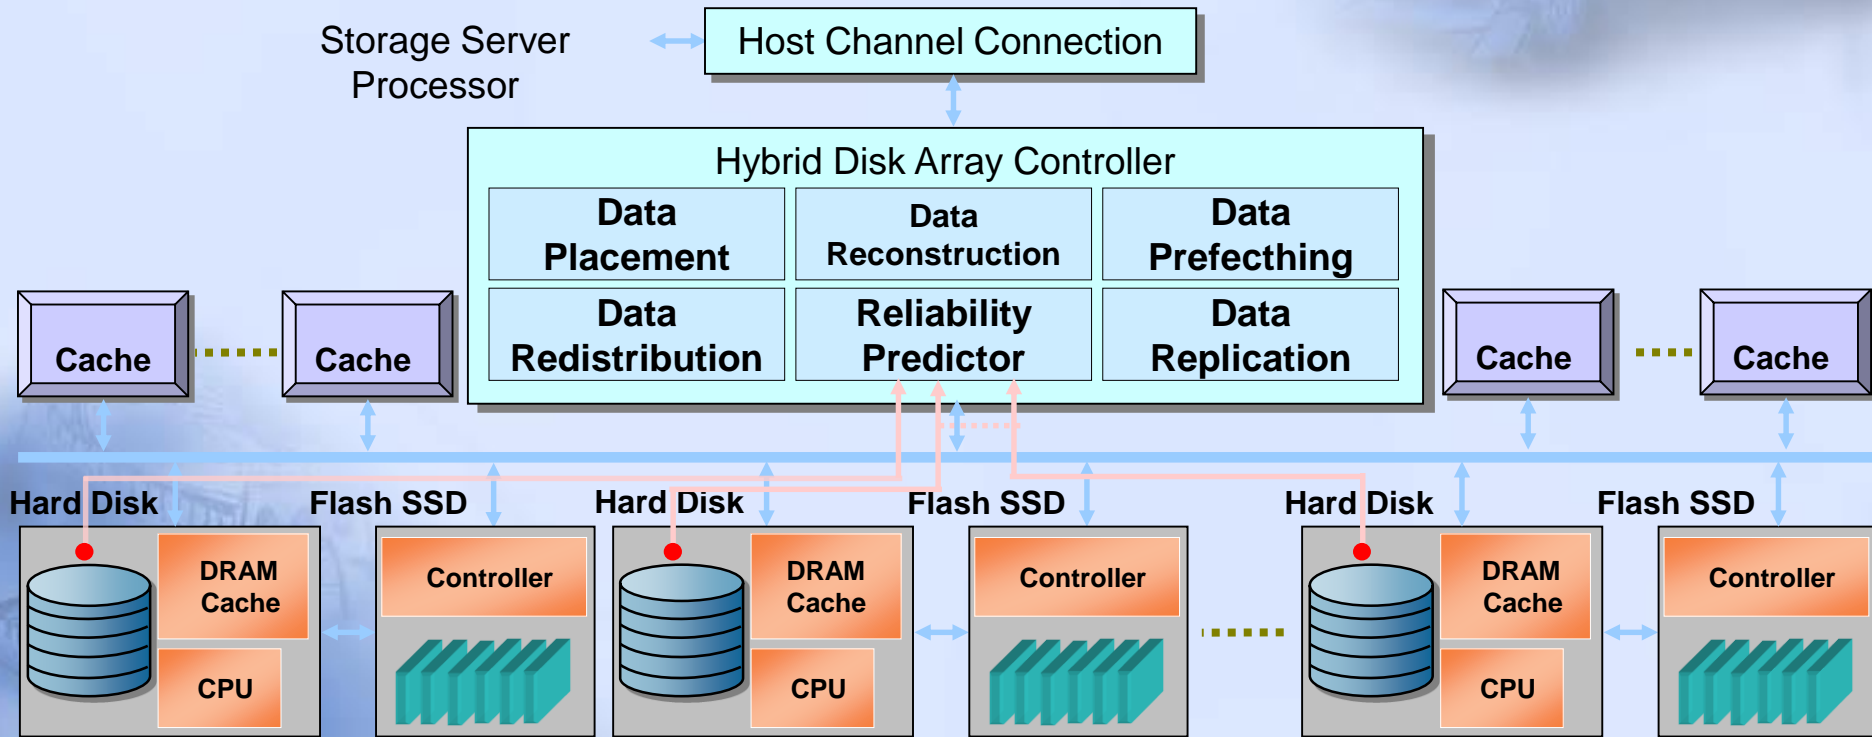 Storage Server
Processor
Host Channel Connection
Hybrid Disk Array Controller
Data
Placement
Data
Reconstruction
Data
Prefecthing
Data
Redistribution
Reliability
Predictor
Data
Replication
Cache
Cache
Cache
Cache
Hard Disk
Flash SSD
Hard Disk
Flash SSD
Hard Disk
Flash SSD
DRAM
Cache
CPU
Controller
DRAM
Cache
CPU
Controller
DRAM
Cache
CPU
Controller